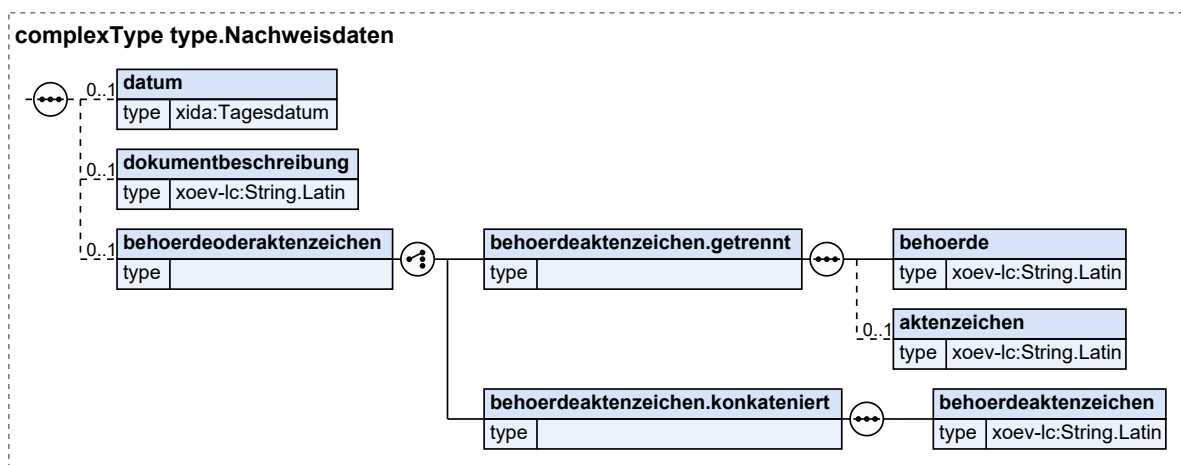 complexType type.Nachweisdaten
0..1 datum
type xida:Tagesdatum
0..1 dokumentbeschreibung
type xoev-lc:String.Latin
0..1 behoerdeoderaktenzeichen
type
behoerdeaktenzeichen.getrennt
type
behoerde
type xoev-lc:String.Latin
0..1 aktenzeichen
type xoev-lc:String.Latin
behoerdeaktenzeichen.konkateniert
type
behoerdeaktenzeichen
type xoev-lc:String.Latin